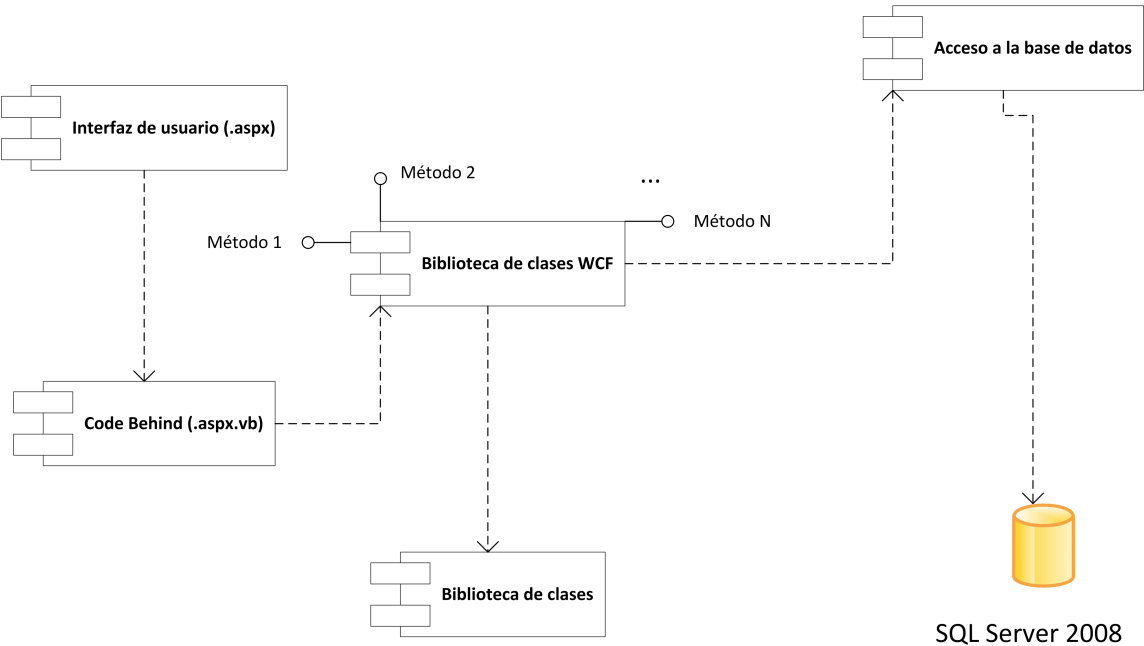 Acceso a la base de datos
Interfaz de usuario (.aspx)
Método 2
...
Método 1
Método N
Biblioteca de clases WCF
Code Behind (.aspx.vb)
Biblioteca de clases
SQL Server 2008